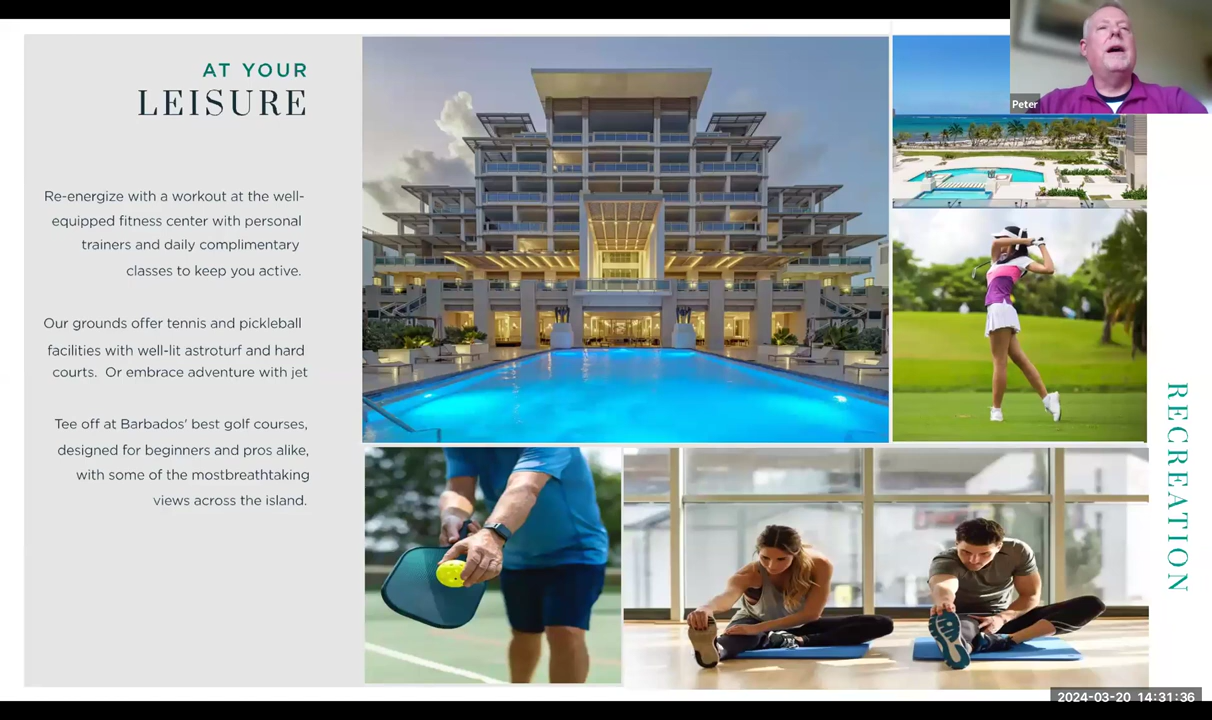 AT YOUR
LEISURE
Re-energize with a workout at the well-
equipped fitness center with personal
trainers and daily complimentary
classes to keep you active.
Our grounds offer tennis and pickleball
facilities with well-lit astroturf and hard
courts.  Or embrace adventure with jet
Tee off at Barbados' best golf courses,
designed for beginners and pros alike,
with some of the mostbreathtaking
views across the island.
Peter
RECREATION
2024-03-20 14:31:36